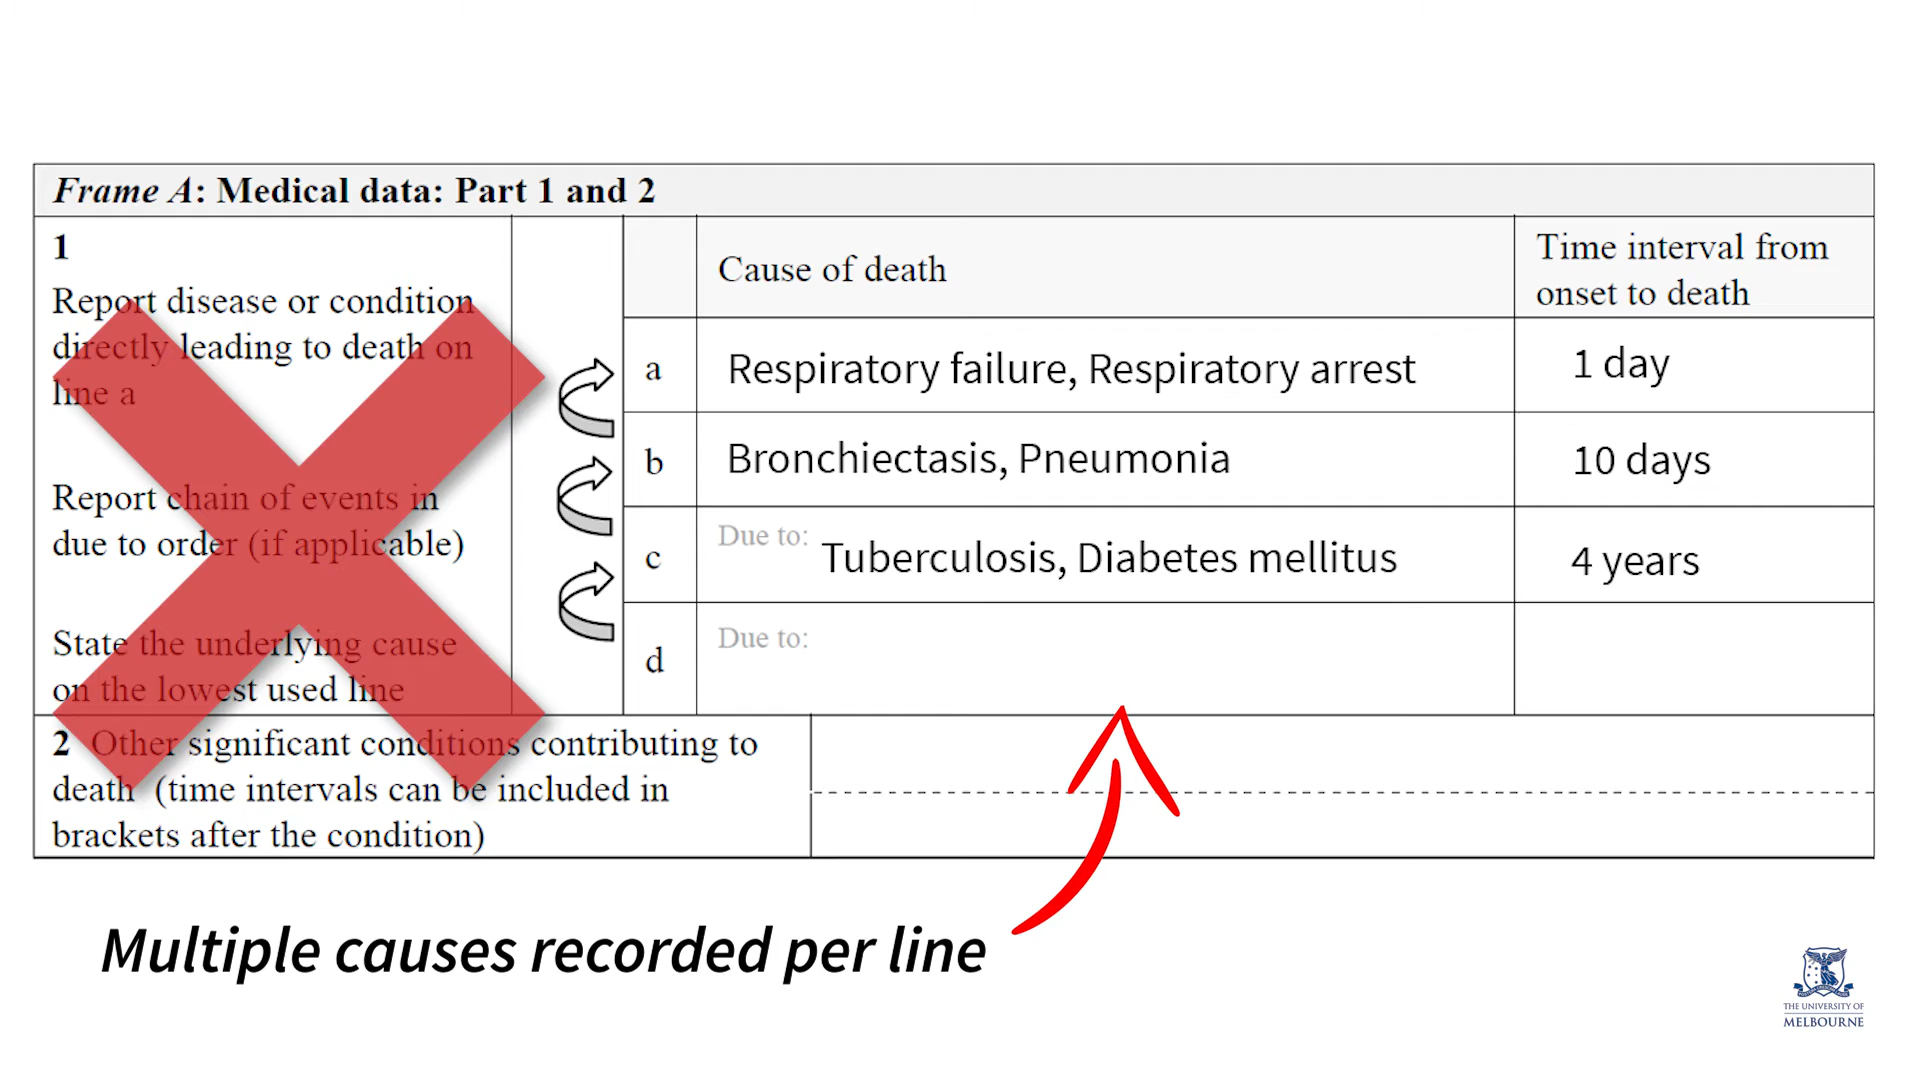 Frame A: Medical data: Part 1 and 2
1
Report disease or condition
directly leading to death on
line a
Report chain of events in
due to order (if applicable)
State the underlying cause
on the lowest used line
Cause of death
Time interval from
onset to death
a
Respiratory failure, Respiratory arrest
1 day
b
Bronchiectasis, Pneumonia
10 days
c
Due to:
Tuberculosis, Diabetes mellitus
4 years
d
Due to:
2 Other significant conditions contributing to
death (time intervals can be included in
brackets after the condition)
Multiple causes recorded per line
THE UNIVERSITY OF
MELBOURNE